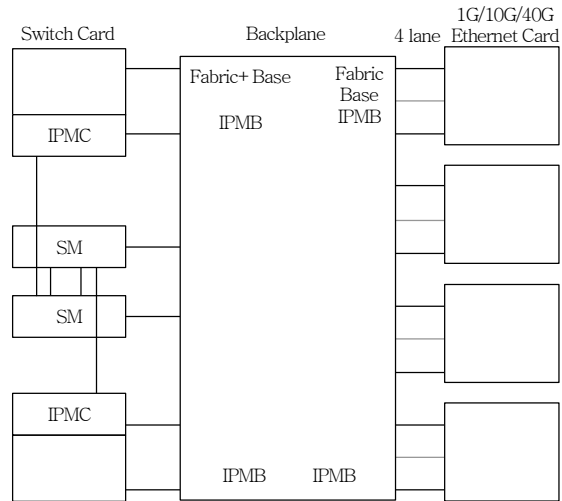 1G/10G/40G
Switch Card Backplane 4 lane Ethernet Card
Fabric+ Base Fabric
Base
IPMB IPMB
IPMC
SM
SM
IPMC
IPMB IPMB